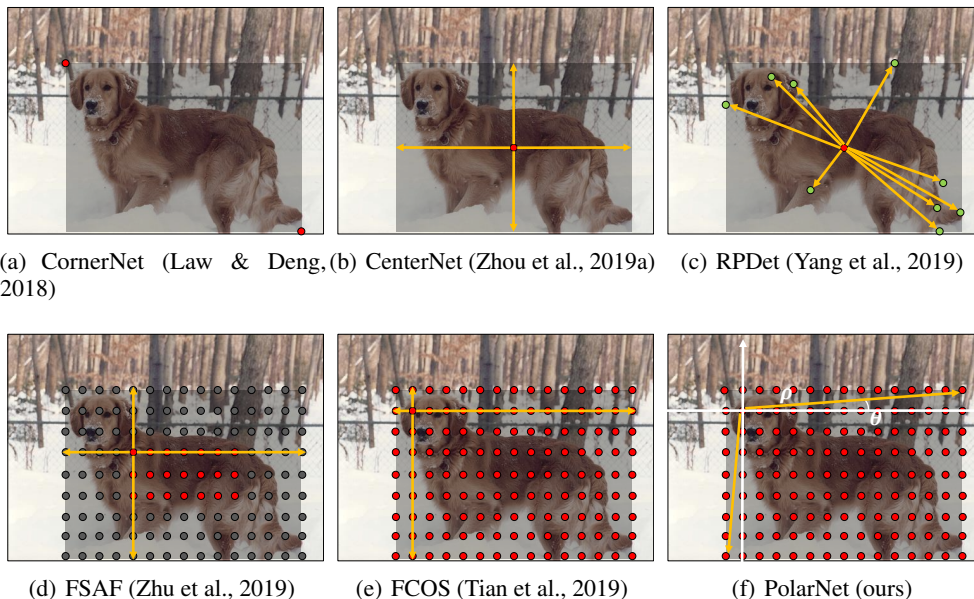 (a) CornerNet (Law & Deng, 2018)
(b) CenterNet (Zhou et al., 2019a)
(c) RPDet (Yang et al., 2019)
ρ
θ
(d) FSAF (Zhu et al., 2019)
(e) FCOS (Tian et al., 2019)
(f) PolarNet (ours)